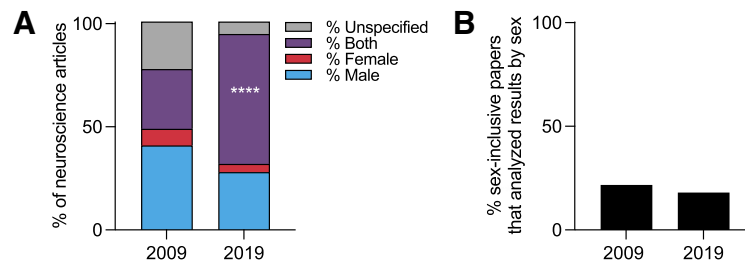 A
% of neuroscience articles
100
50
0
2009
2019
****
% Unspecified
% Both
% Female
% Male
B
% sex-inclusive papers
that analyzed results by sex
100
50
0
2009
2019